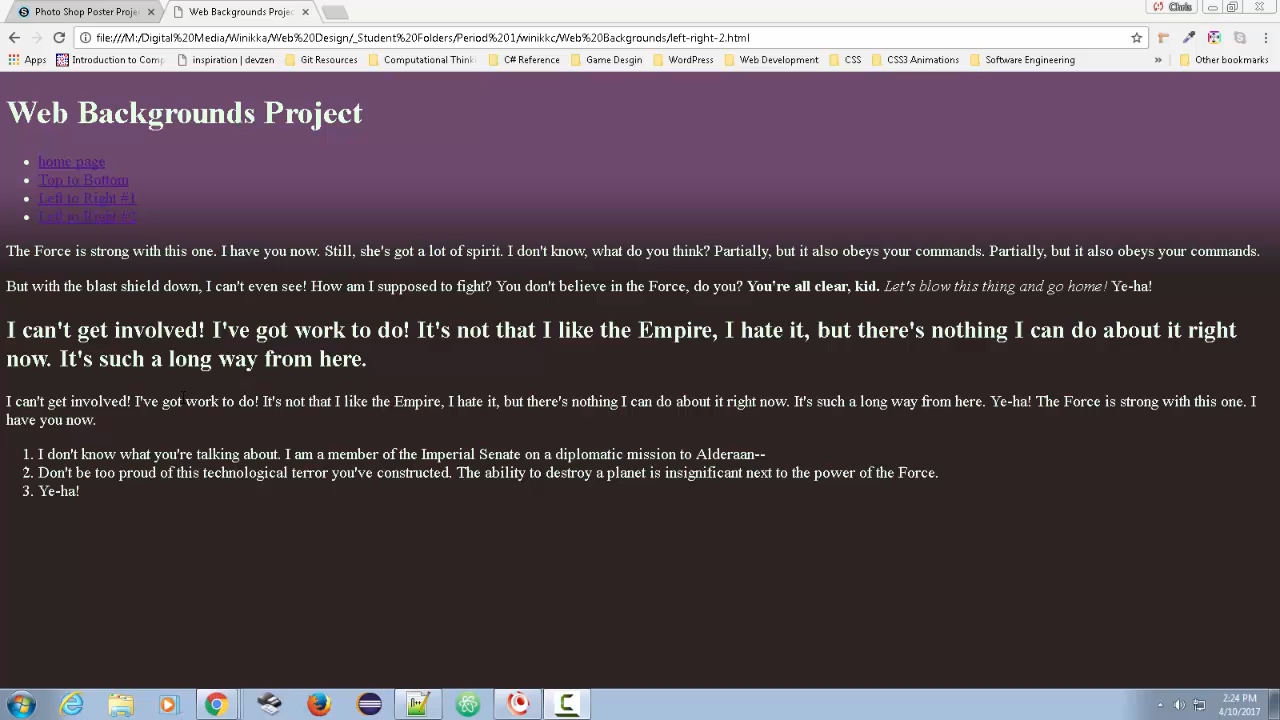 Photo Shop Poster Proje
Web Backgrounds Project
Chris
file:///M:/Digital%20Media/Winikka/Web%20Design/_Student%20Folders/Period%201/winikkc/Web%20Backgrounds/left-right-2.html
Apps Introduction to Comp inspiration | devzen Git Resources Computational Think C# Reference Game Desgin WordPress Web Development CSS CSS3 Animations Software Engineering » Other bookmarks
Web Backgrounds Project
• home page
• Top to Bottom
• Left to Right #1
• Left to Right #2
The Force is strong with this one. I have you now. Still, she's got a lot of spirit. I don't know, what do you think? Partially, but it also obeys your commands. Partially, but it also obeys your commands.
But with the blast shield down, I can't even see! How am I supposed to fight? You don't believe in the Force, do you? You're all clear, kid. Let's blow this thing and go home! Ye-ha!
I can't get involved! I've got work to do! It's not that I like the Empire, I hate it, but there's nothing I can do about it right
now. It's such a long way from here.
I can't get involved! I've got work to do! It's not that I like the Empire, I hate it, but there's nothing I can do about it right now. It's such a long way from here. Ye-ha! The Force is strong with this one. I
have you now.
1. I don't know what you're talking about. I am a member of the Imperial Senate on a diplomatic mission to Alderaan--
2. Don't be too proud of this technological terror you've constructed. The ability to destroy a planet is insignificant next to the power of the Force.
3. Ye-ha!
2:24 PM
4/10/2017